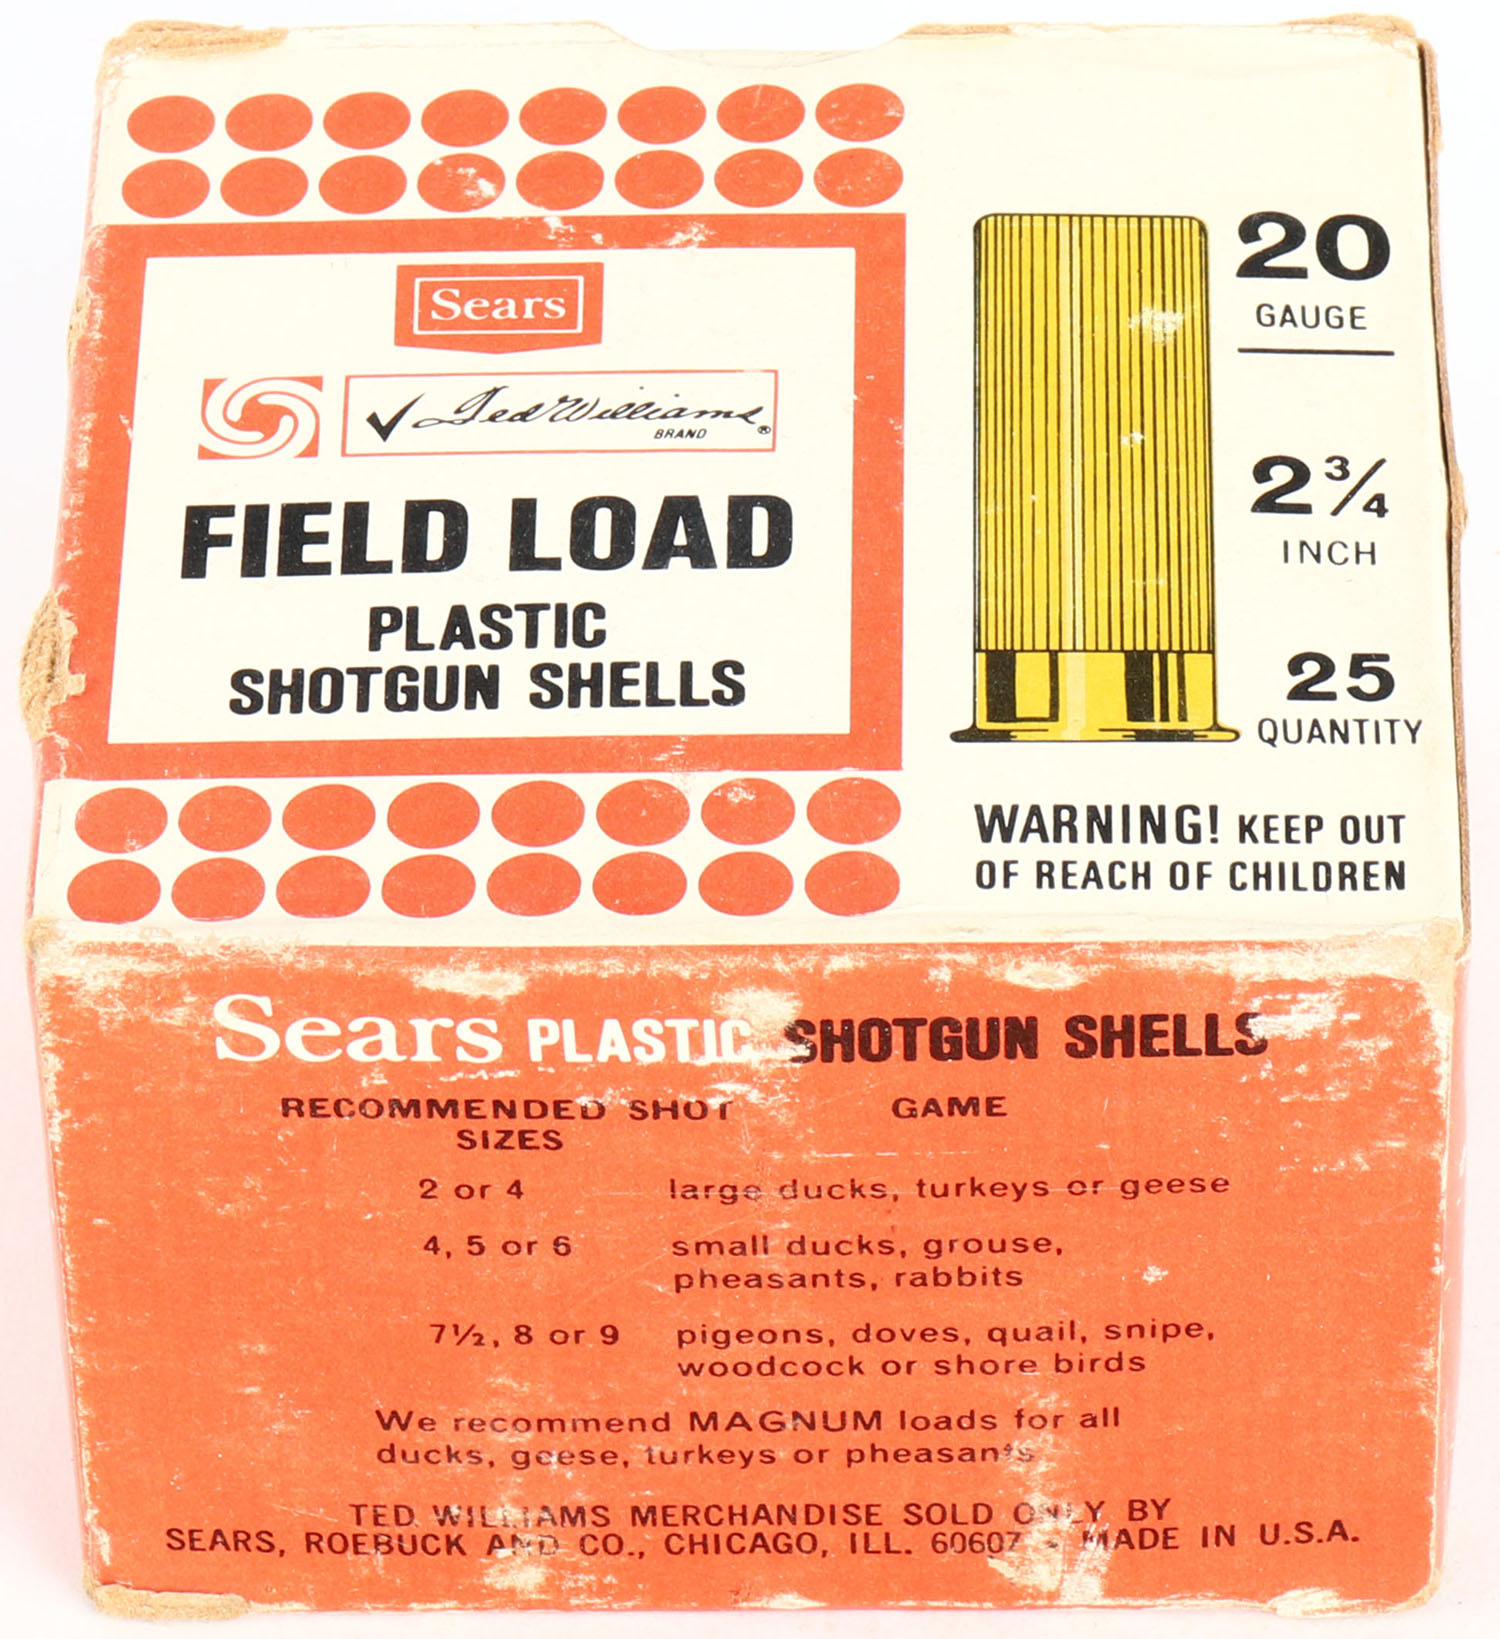 Sears
✓ Ted Williams ®
BRAND
FIELD LOAD
PLASTIC
SHOTGUN SHELLS
20
GAUGE
2 3/4
INCH
25
QUANTITY
WARNING! KEEP OUT
OF REACH OF CHILDREN
Sears PLASTIC SHOTGUN SHELLS
RECOMMENDED SHOT GAME
SIZES
2 or 4 large ducks, turkeys or geese
4, 5 or 6 small ducks, grouse,
pheasants, rabbits
7½, 8 or 9 pigeons, doves, quail, snipe,
woodcock or shore birds
We recommend MAGNUM loads for all
ducks, geese, turkeys or pheasants
TED WILLIAMS MERCHANDISE SOLD ONLY BY
SEARS, ROEBUCK AND CO., CHICAGO, ILL. 60607 - MADE IN U.S.A.